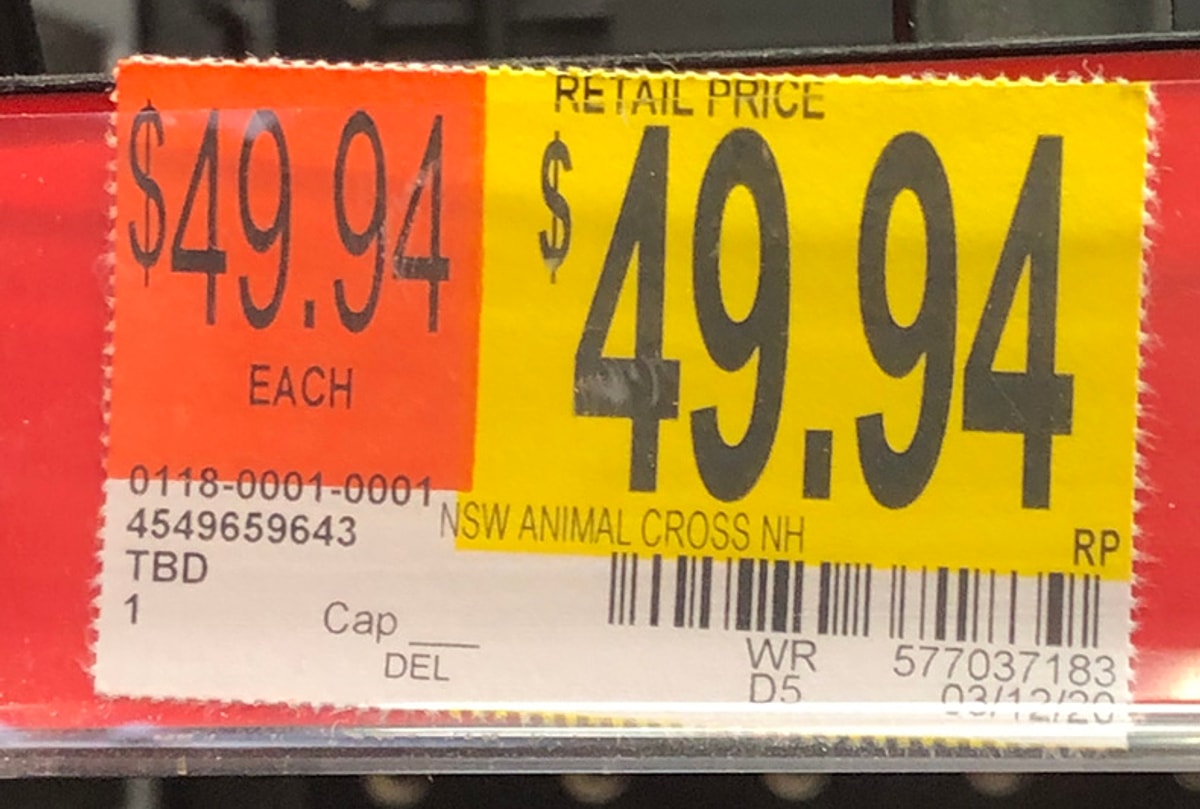 $49.94
EACH
RETAIL PRICE
$49.94
0118-0001-0001
4549659643
TBD
1
NSW ANIMAL CROSS NH
RP
Cap ___
DEL
WR
577037183
D5
03/12/20